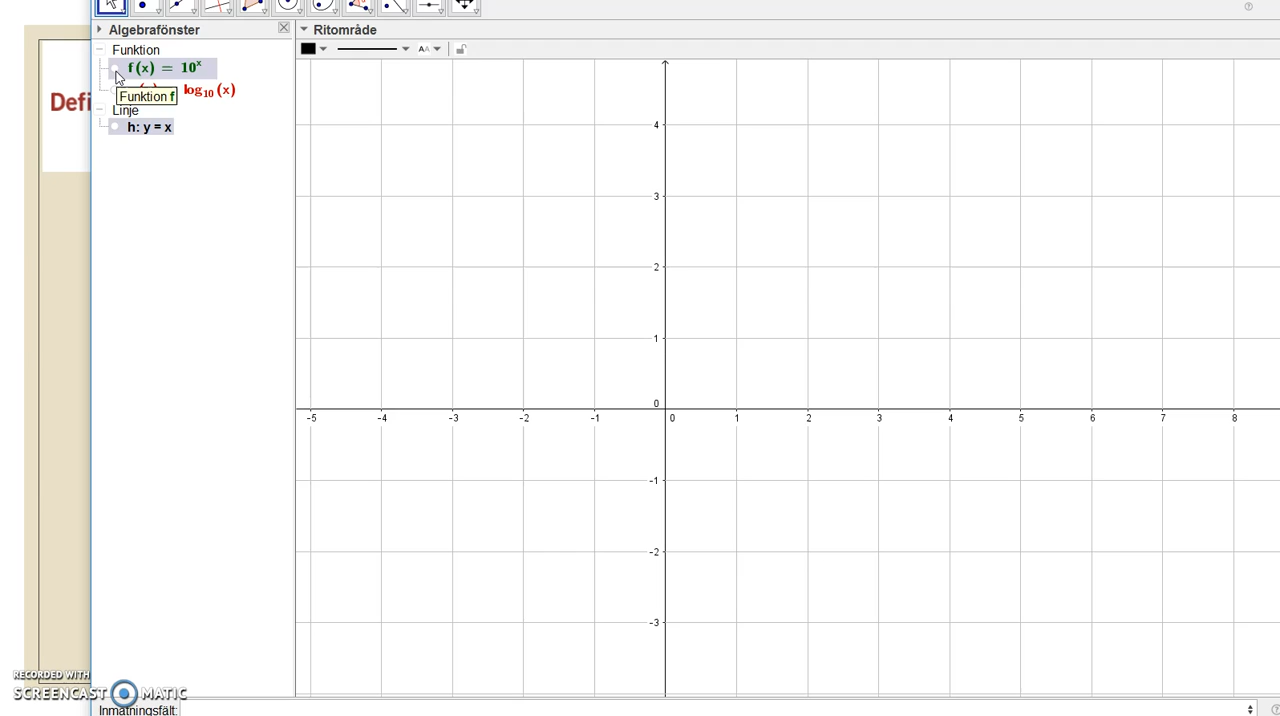 Algebrafönster
Ritområde
Funktion
f(x) = 10ˣ
log₁₀(x)
Funktion f
Linje
h: y = x
Defi
4
3
2
1
0
-5 -4 -3 -2 -1 0 1 2 3 4 5 6 7 8
-1
-2
-3
RECORDED WITH
SCREENCAST MATIC
Inmatningsfält: